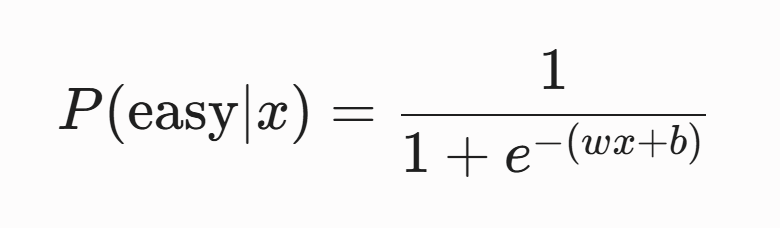 P(easy|x) = 1 / (1 + e^{−(wx+b)})